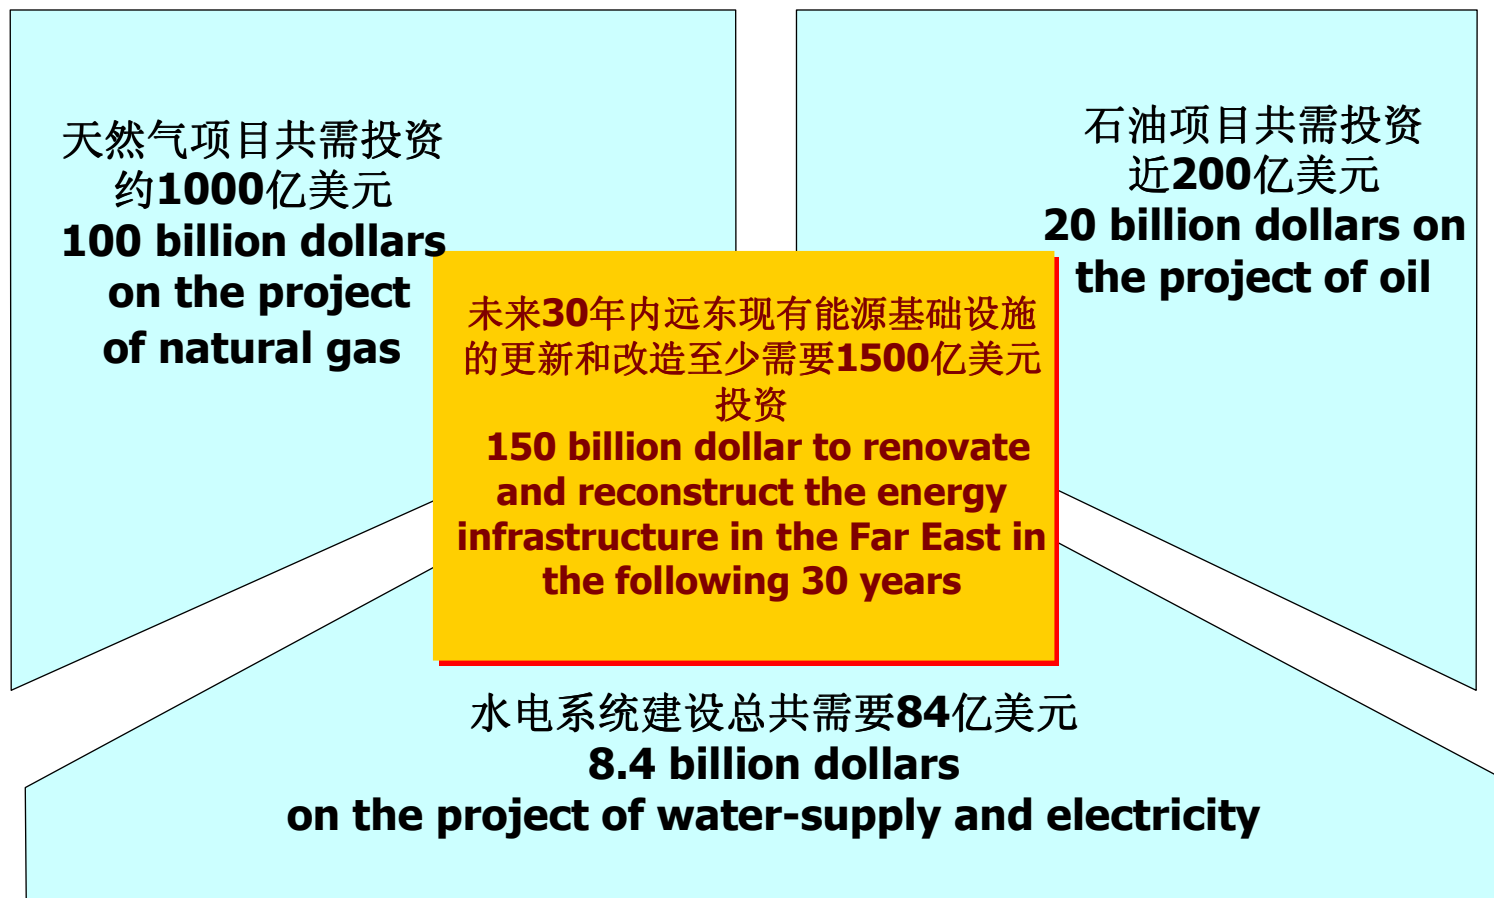 天然气项目共需投资
约1000亿美元
100 billion dollars
on the project
of natural gas
石油项目共需投资
近200亿美元
20 billion dollars on
the project of oil
未来30年内远东现有能源基础设施
的更新和改造至少需要1500亿美元
投资
150 billion dollar to renovate
and reconstruct the energy
infrastructure in the Far East in
the following 30 years
水电系统建设总共需要84亿美元
8.4 billion dollars
on the project of water-supply and electricity